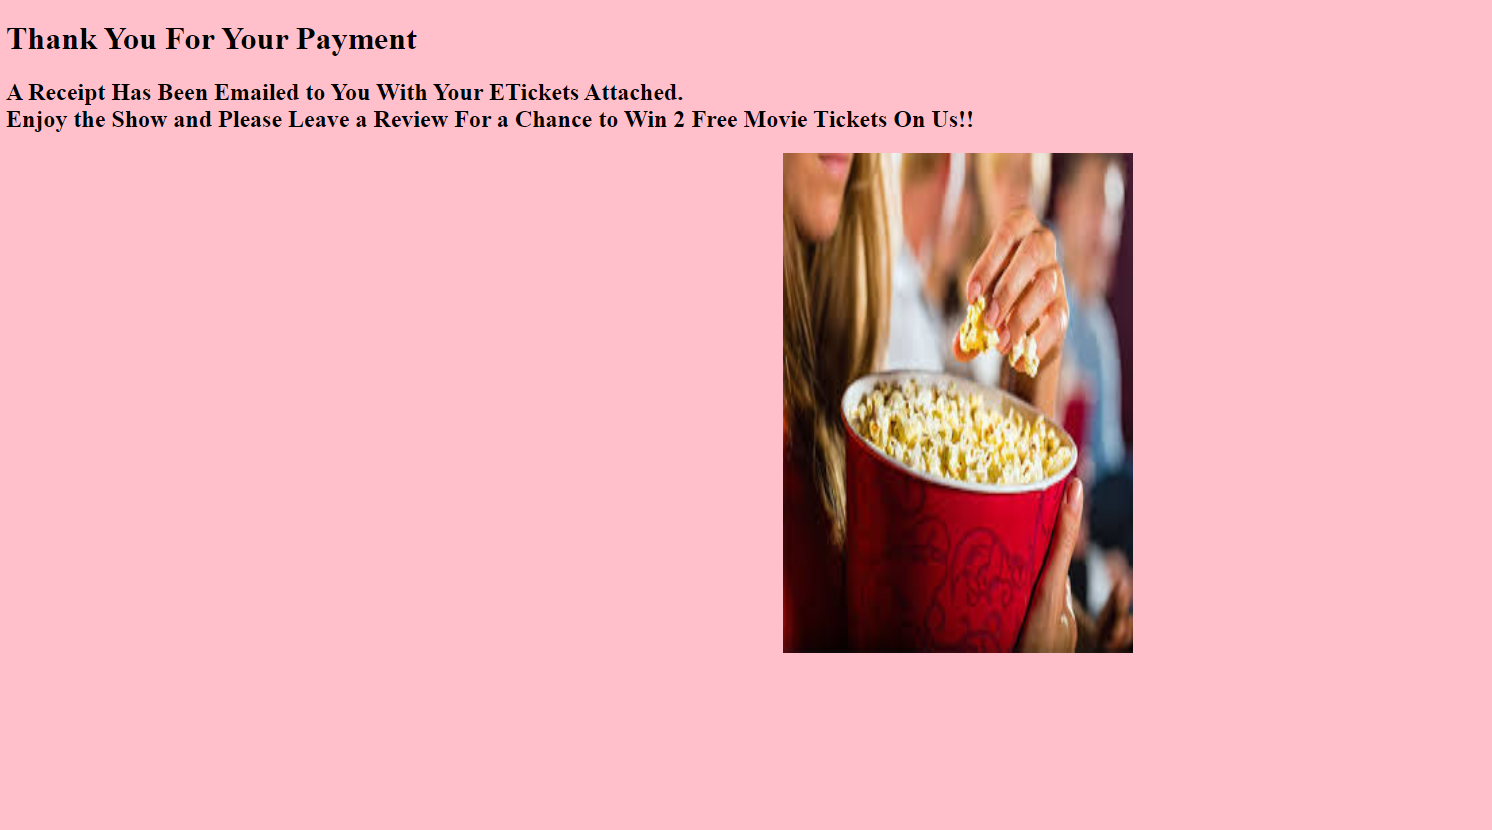 Thank You For Your Payment
A Receipt Has Been Emailed to You With Your ETickets Attached.
Enjoy the Show and Please Leave a Review For a Chance to Win 2 Free Movie Tickets On Us!!